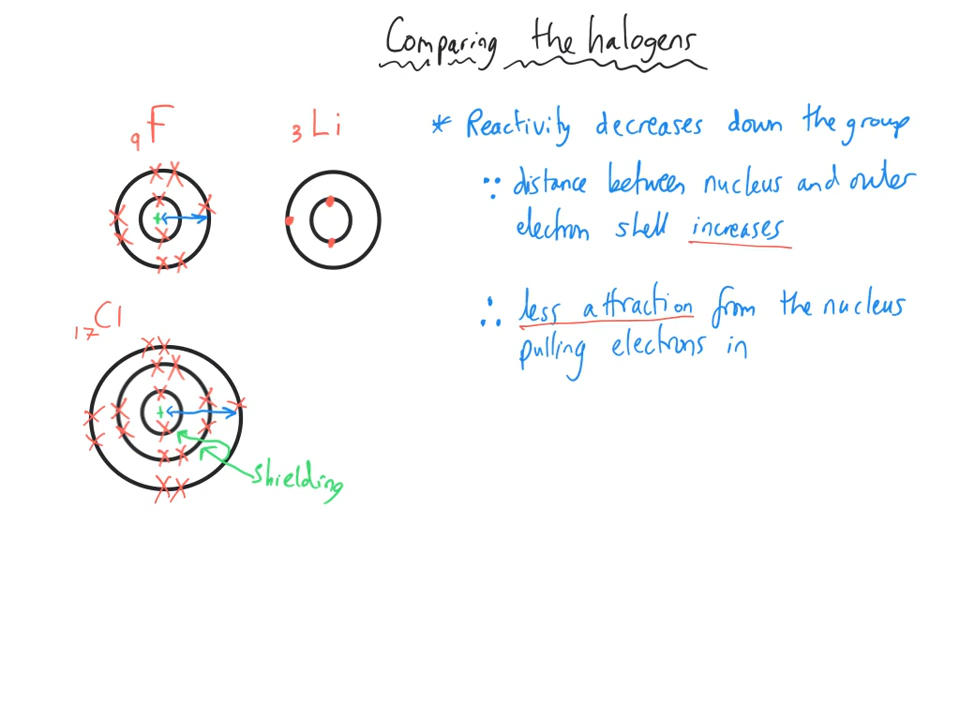 Comparing the halogens
9F
3Li
* Reactivity decreases down the group
∵ distance between nucleus and outer
electron shell increases
∴ less attraction from the nucleus
pulling electrons in
17Cl
shielding